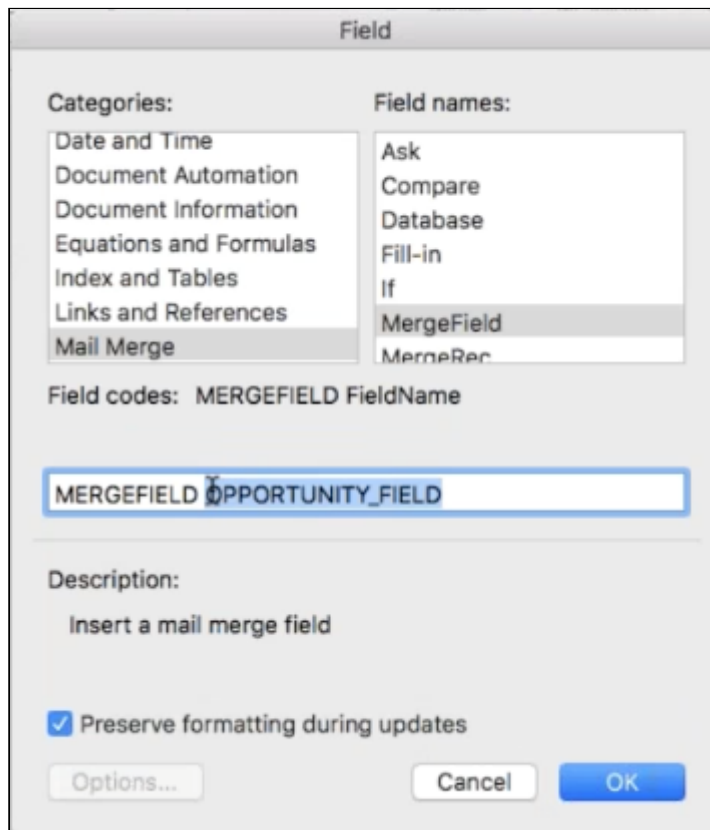 Field
Categories:
Field names:
Date and Time
Document Automation
Document Information
Equations and Formulas
Index and Tables
Links and References
Mail Merge
Ask
Compare
Database
Fill-in
If
MergeField
MergeRec
Field codes: MERGEFIELD FieldName
MERGEFIELD OPPORTUNITY_FIELD
Description:
Insert a mail merge field
Preserve formatting during updates
Options...
Cancel
OK